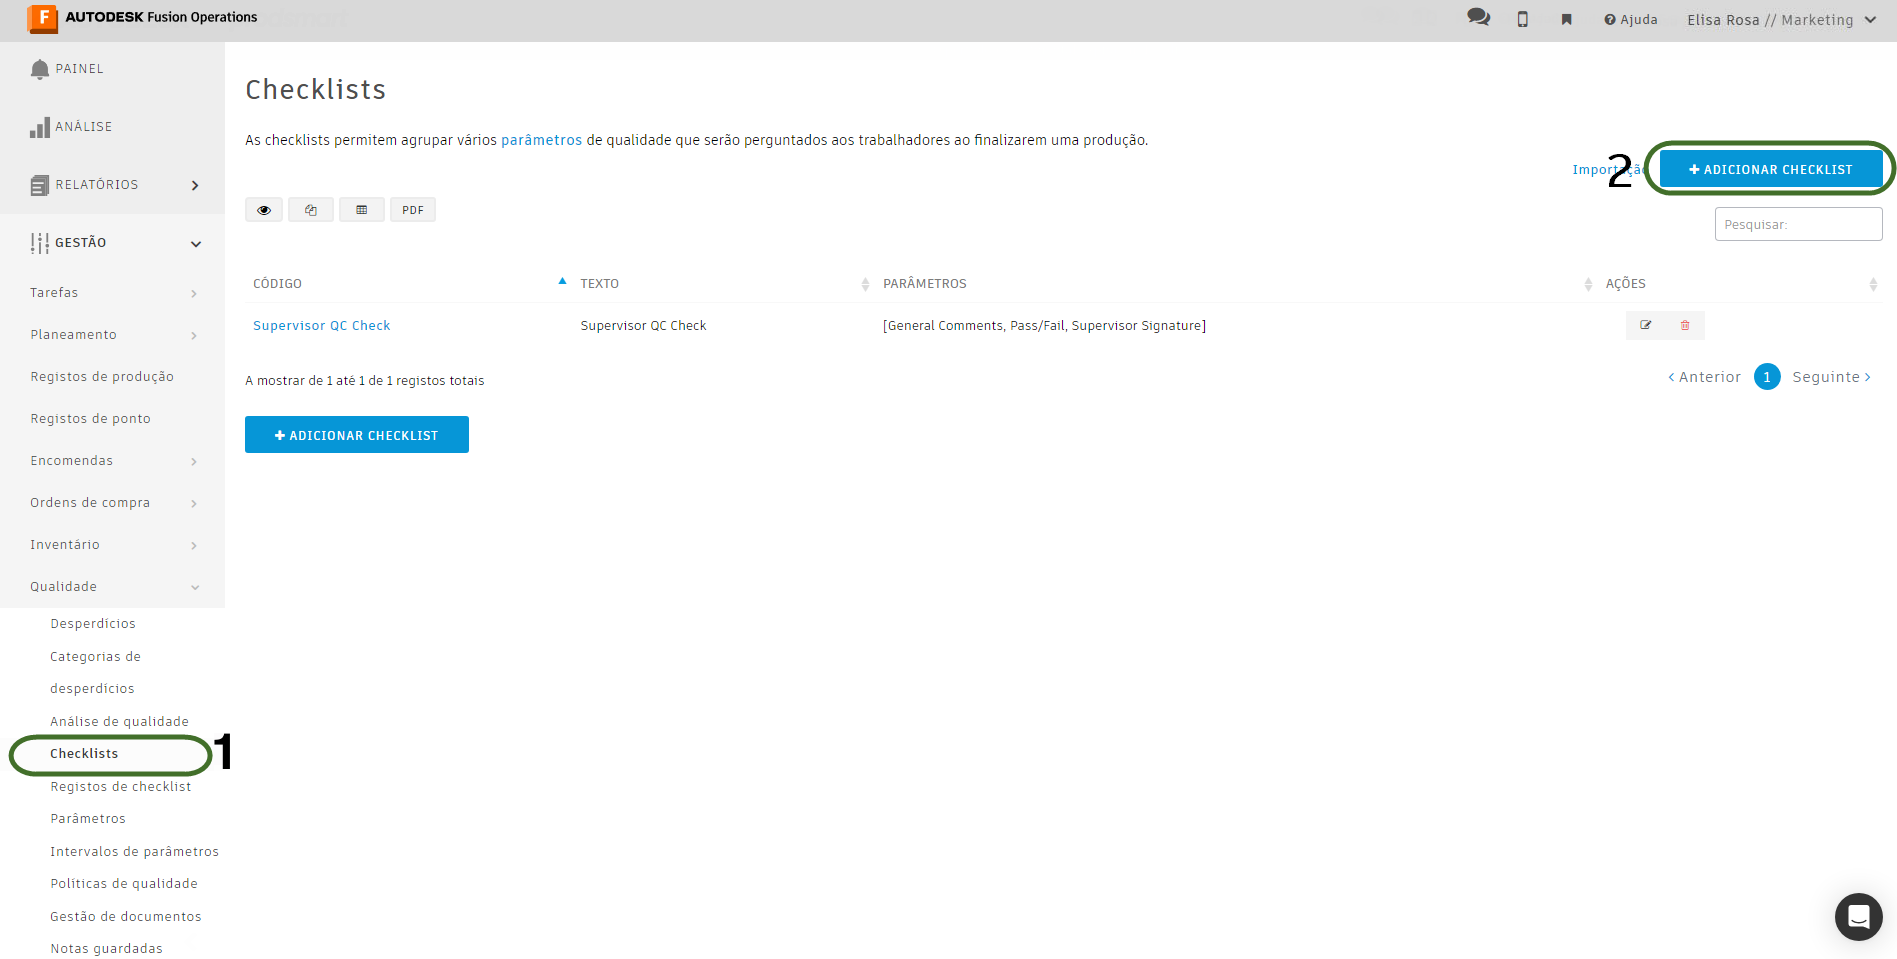 AUTODESK Fusion Operations
Ajuda
Elisa Rosa // Marketing
PAINEL
ANÁLISE
RELATÓRIOS
GESTÃO
Tarefas
Planeamento
Registos de produção
Registos de ponto
Encomendas
Ordens de compra
Inventário
Qualidade
Desperdícios
Categorias de
desperdícios
Análise de qualidade
Checklists
1
Registos de checklist
Parâmetros
Intervalos de parâmetros
Políticas de qualidade
Gestão de documentos
Notas guardadas
Checklists
As checklists permitem agrupar vários parâmetros de qualidade que serão perguntados aos trabalhadores ao finalizarem uma produção.
Importação
2
+ ADICIONAR CHECKLIST
PDF
Pesquisar:
CÓDIGO TEXTO PARÂMETROS AÇÕES
Supervisor QC Check Supervisor QC Check [General Comments, Pass/Fail, Supervisor Signature]
A mostrar de 1 até 1 de 1 registos totais
‹ Anterior 1 Seguinte ›
+ ADICIONAR CHECKLIST